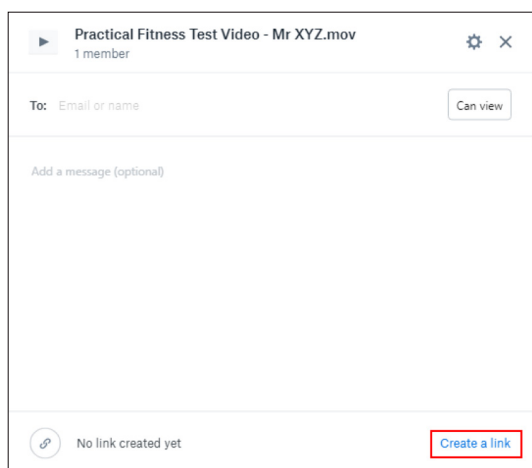 Practical Fitness Test Video - Mr XYZ.mov
1 member
To: Email or name
Can view
Add a message (optional)
No link created yet
Create a link